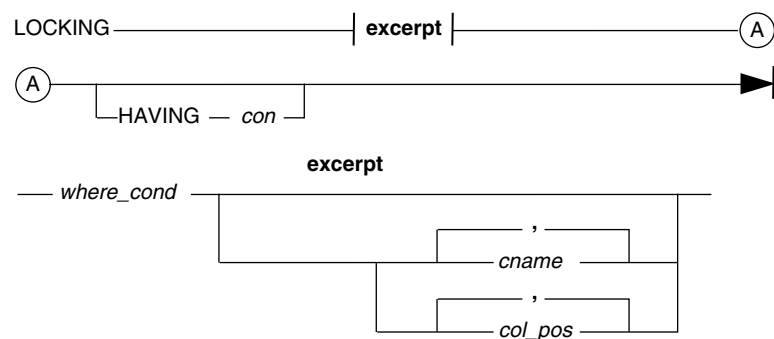 LOCKING excerpt A
A
HAVING con
excerpt
where_cond
,
cname
,
col_pos